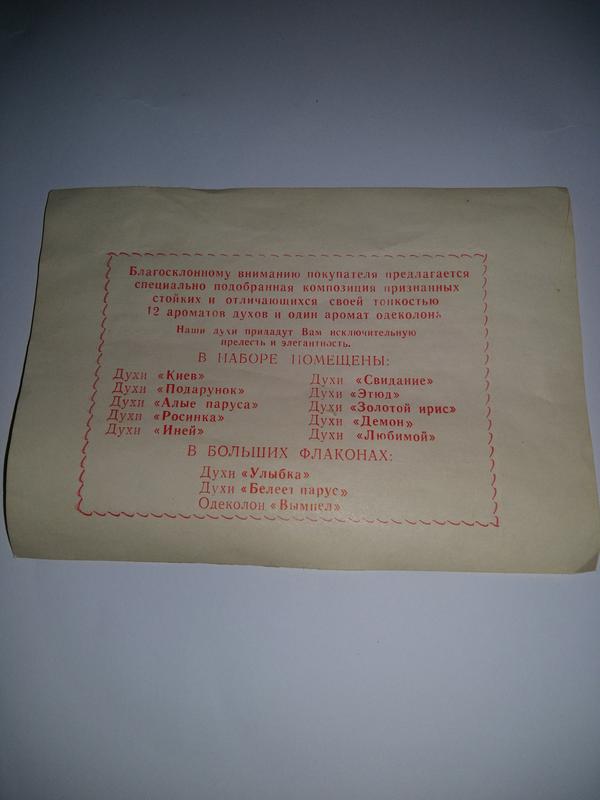 Благосклонному вниманию покупателя предлагается
специально подобранная композиция признанных
стойких и отличающихся своей тонкостью
12 ароматов духов и один аромат одеколона
Наши духи придадут Вам исключительную
прелесть и элегантность.
В НАБОРЕ ПОМЕЩЕНЫ:
Духи «Киев»
Духи «Подарунок»
Духи «Алые паруса»
Духи «Росинка»
Духи «Иней»
Духи «Свидание»
Духи «Этюд»
Духи «Золотой ирис»
Духи «Демон»
Духи «Любимой»
В БОЛЬШИХ ФЛАКОНАХ:
Духи «Улыбка»
Духи «Белеет парус»
Одеколон «Вымпел»